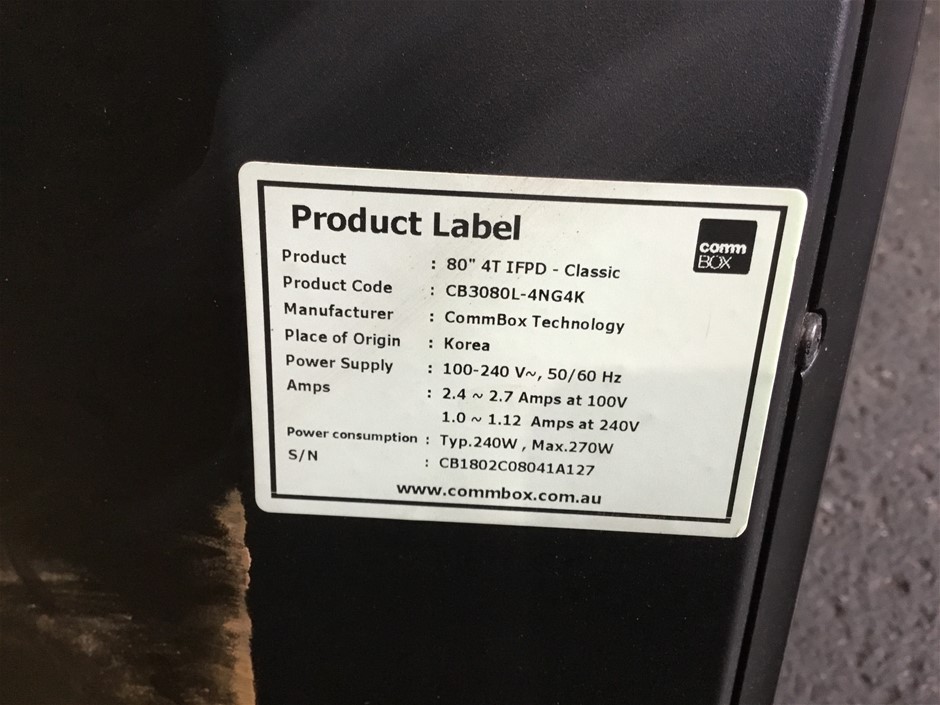 Product Label
comm
BOX
Product : 80" 4T IFPD - Classic
Product Code : CB3080L-4NG4K
Manufacturer : CommBox Technology
Place of Origin : Korea
Power Supply : 100-240 V~, 50/60 Hz
Amps : 2.4 ~ 2.7 Amps at 100V
1.0 ~ 1.12 Amps at 240V
Power consumption : Typ.240W , Max.270W
S/N : CB1802C08041A127
www.commbox.com.au